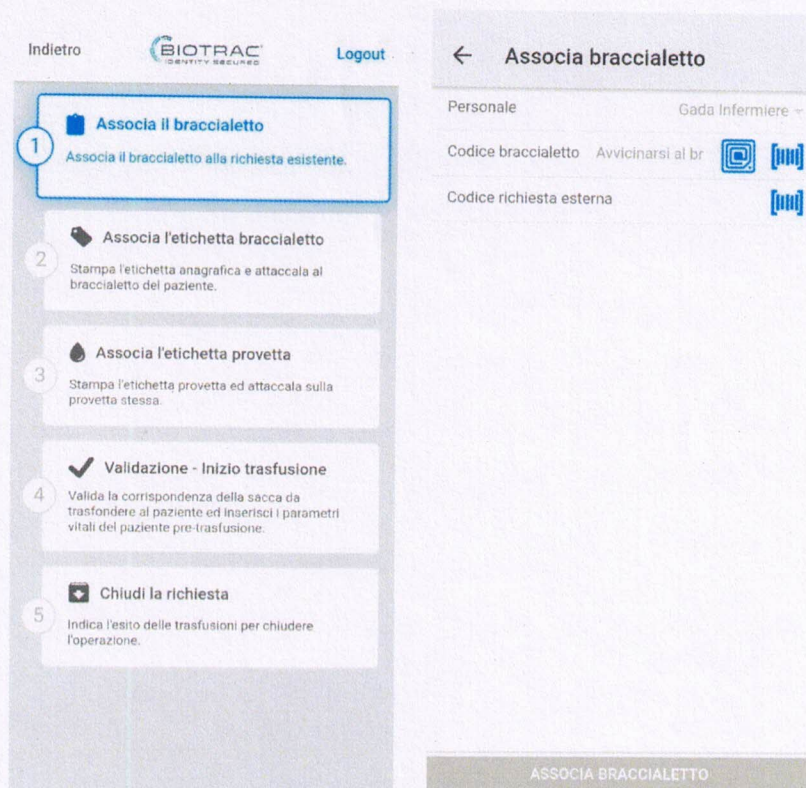 Indietro
BIOTRAC
IDENTITY SECURED
Logout
1
Associa il braccialetto
Associa il braccialetto alla richiesta esistente.
2
Associa l'etichetta braccialetto
Stampa l'etichetta anagrafica e attaccala al
braccialetto del paziente.
3
Associa l'etichetta provetta
Stampa l'etichetta provetta ed attaccala sulla
provetta stessa.
4
Validazione - Inizio trasfusione
Valida la corrispondenza della sacca da
trasfondere al paziente ed inserisci i parametri
vitali del paziente pre-trasfusione.
5
Chiudi la richiesta
Indica l'esito delle trasfusioni per chiudere
l'operazione.
Associa braccialetto
Personale Gada Infermiere
Codice braccialetto Avvicinarsi al br
Codice richiesta esterna
ASSOCIA BRACCIALETTO